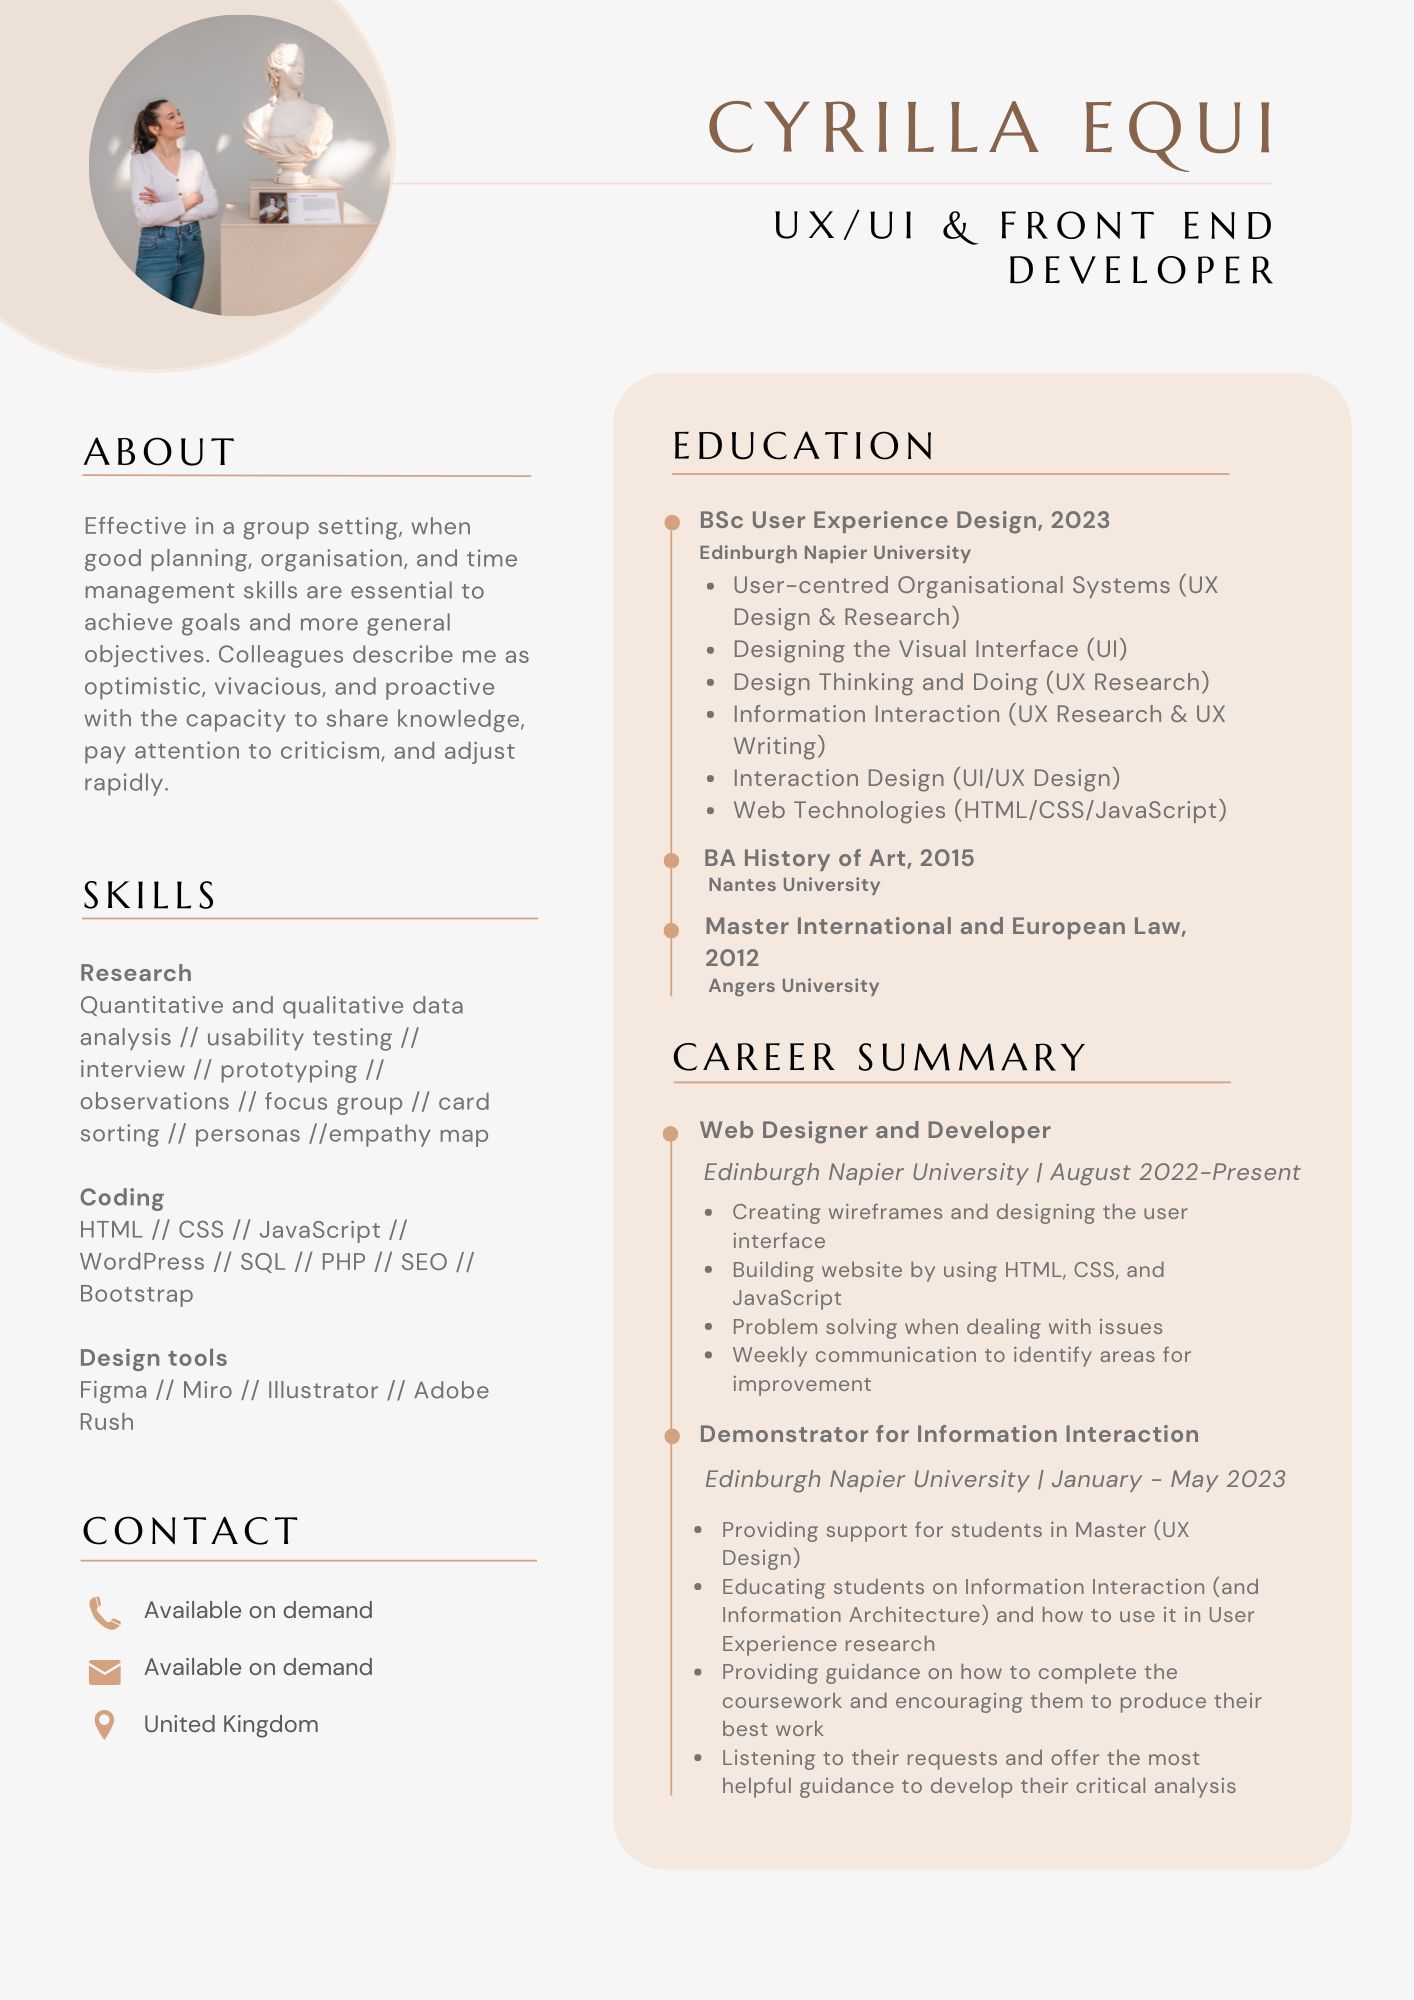 CYRILLA EQUI
UX/UI & FRONT END
DEVELOPER
ABOUT
Effective in a group setting, when
good planning, organisation, and time
management skills are essential to
achieve goals and more general
objectives. Colleagues describe me as
optimistic, vivacious, and proactive
with the capacity to share knowledge,
pay attention to criticism, and adjust
rapidly.
SKILLS
Research
Quantitative and qualitative data
analysis // usability testing //
interview // prototyping //
observations // focus group // card
sorting // personas //empathy map
Coding
HTML // CSS // JavaScript //
WordPress // SQL // PHP // SEO //
Bootstrap
Design tools
Figma // Miro // Illustrator // Adobe
Rush
CONTACT
Available on demand
Available on demand
United Kingdom
EDUCATION
BSc User Experience Design, 2023
Edinburgh Napier University
• User-centred Organisational Systems (UX
Design & Research)
• Designing the Visual Interface (UI)
• Design Thinking and Doing (UX Research)
• Information Interaction (UX Research & UX
Writing)
• Interaction Design (UI/UX Design)
• Web Technologies (HTML/CSS/JavaScript)
BA History of Art, 2015
Nantes University
Master International and European Law,
2012
Angers University
CAREER SUMMARY
Web Designer and Developer
Edinburgh Napier University | August 2022-Present
• Creating wireframes and designing the user
interface
• Building website by using HTML, CSS, and
JavaScript
• Problem solving when dealing with issues
• Weekly communication to identify areas for
improvement
Demonstrator for Information Interaction
Edinburgh Napier University | January - May 2023
• Providing support for students in Master (UX
Design)
• Educating students on Information Interaction (and
Information Architecture) and how to use it in User
Experience research
• Providing guidance on how to complete the
coursework and encouraging them to produce their
best work
• Listening to their requests and offer the most
helpful guidance to develop their critical analysis